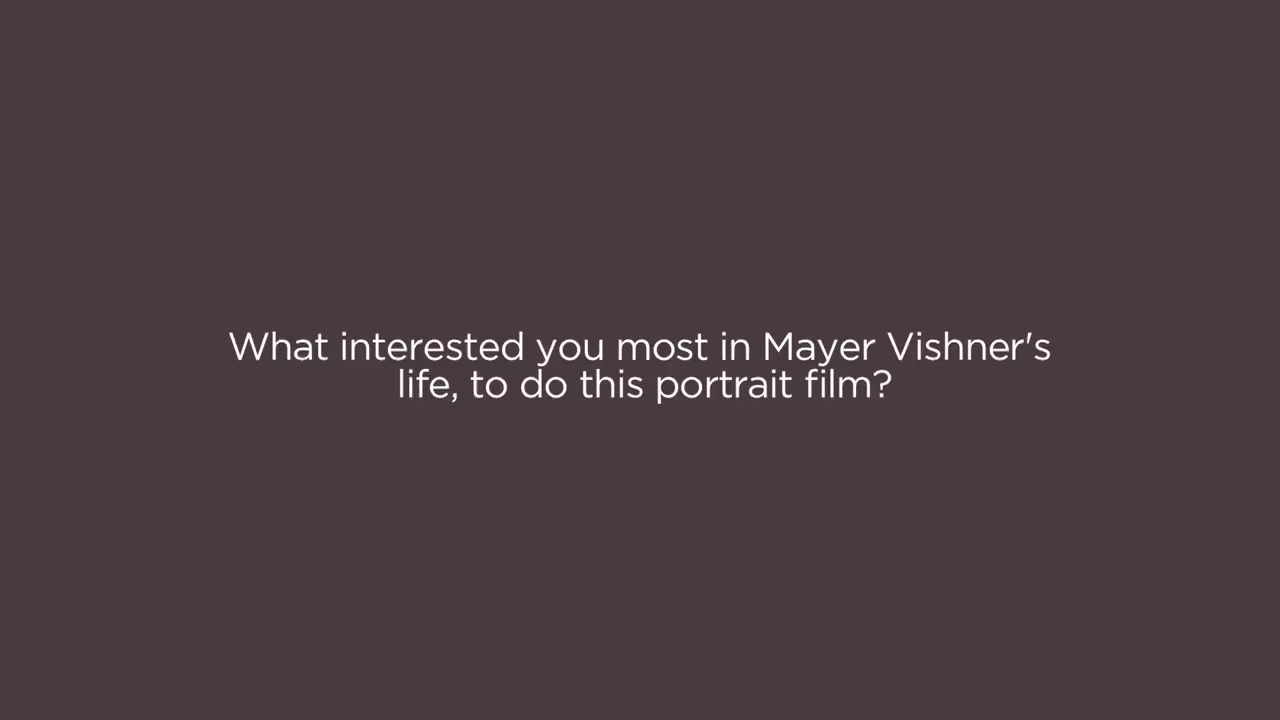 What interested you most in Mayer Vishner's
life, to do this portrait film?